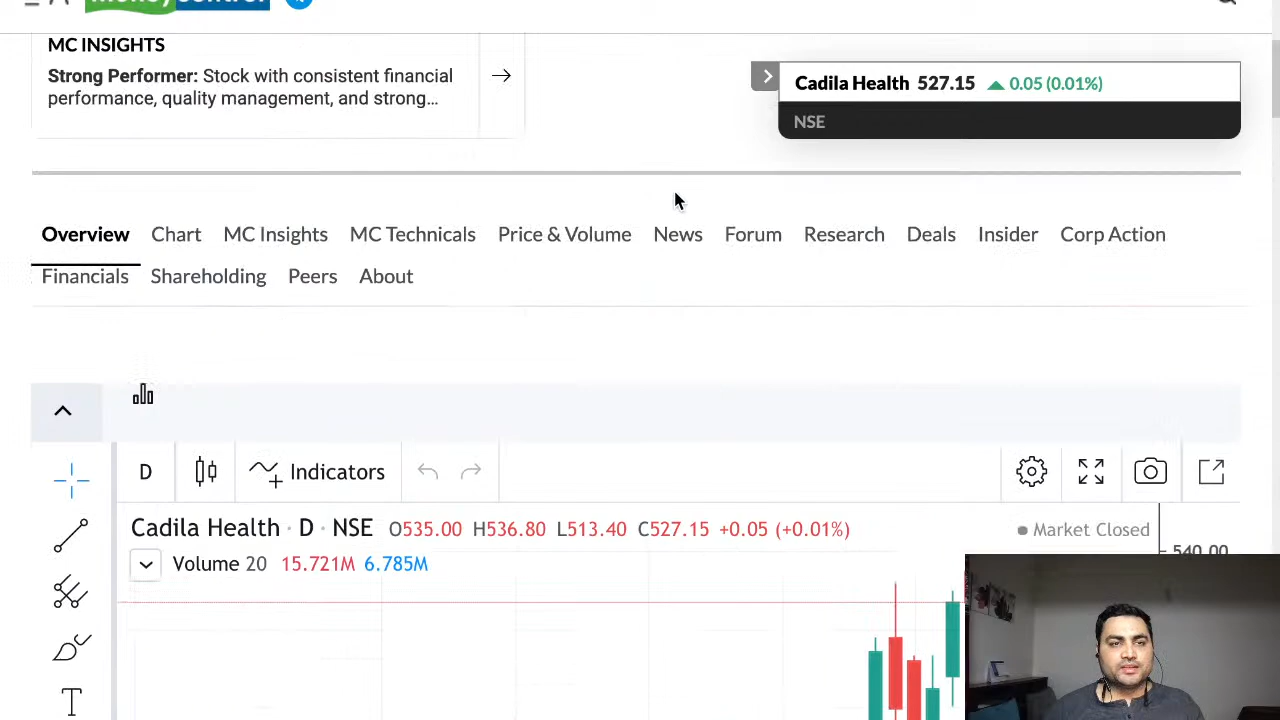 MC INSIGHTS
Strong Performer: Stock with consistent financial
performance, quality management, and strong...
Cadila Health 527.15 ▲ 0.05 (0.01%)
NSE
Overview Chart MC Insights MC Technicals Price & Volume News Forum Research Deals Insider Corp Action
Financials Shareholding Peers About
D Indicators
Cadila Health · D · NSE O535.00 H536.80 L513.40 C527.15 +0.05 (+0.01%)
Market Closed
540.00
Volume 20 15.721M 6.785M
T